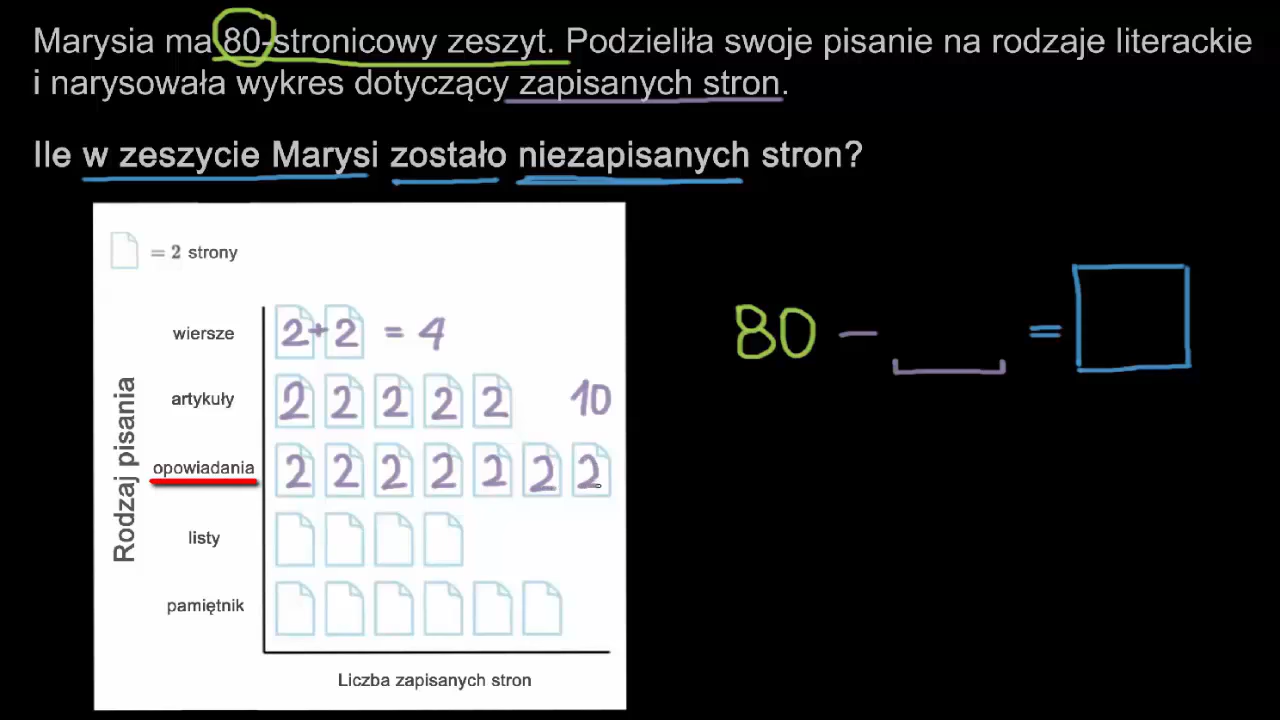 Marysia ma 80-stronicowy zeszyt. Podzieliła swoje pisanie na rodzaje literackie
i narysowała wykres dotyczący zapisanych stron.
Ile w zeszycie Marysi zostało niezapisanych stron?
= 2 strony
wiersze 2+2 = 4
artykuły 2 2 2 2 2 10
opowiadania 2 2 2 2 2 2 2
listy
pamiętnik
Rodzaj pisania
Liczba zapisanych stron
80 - =